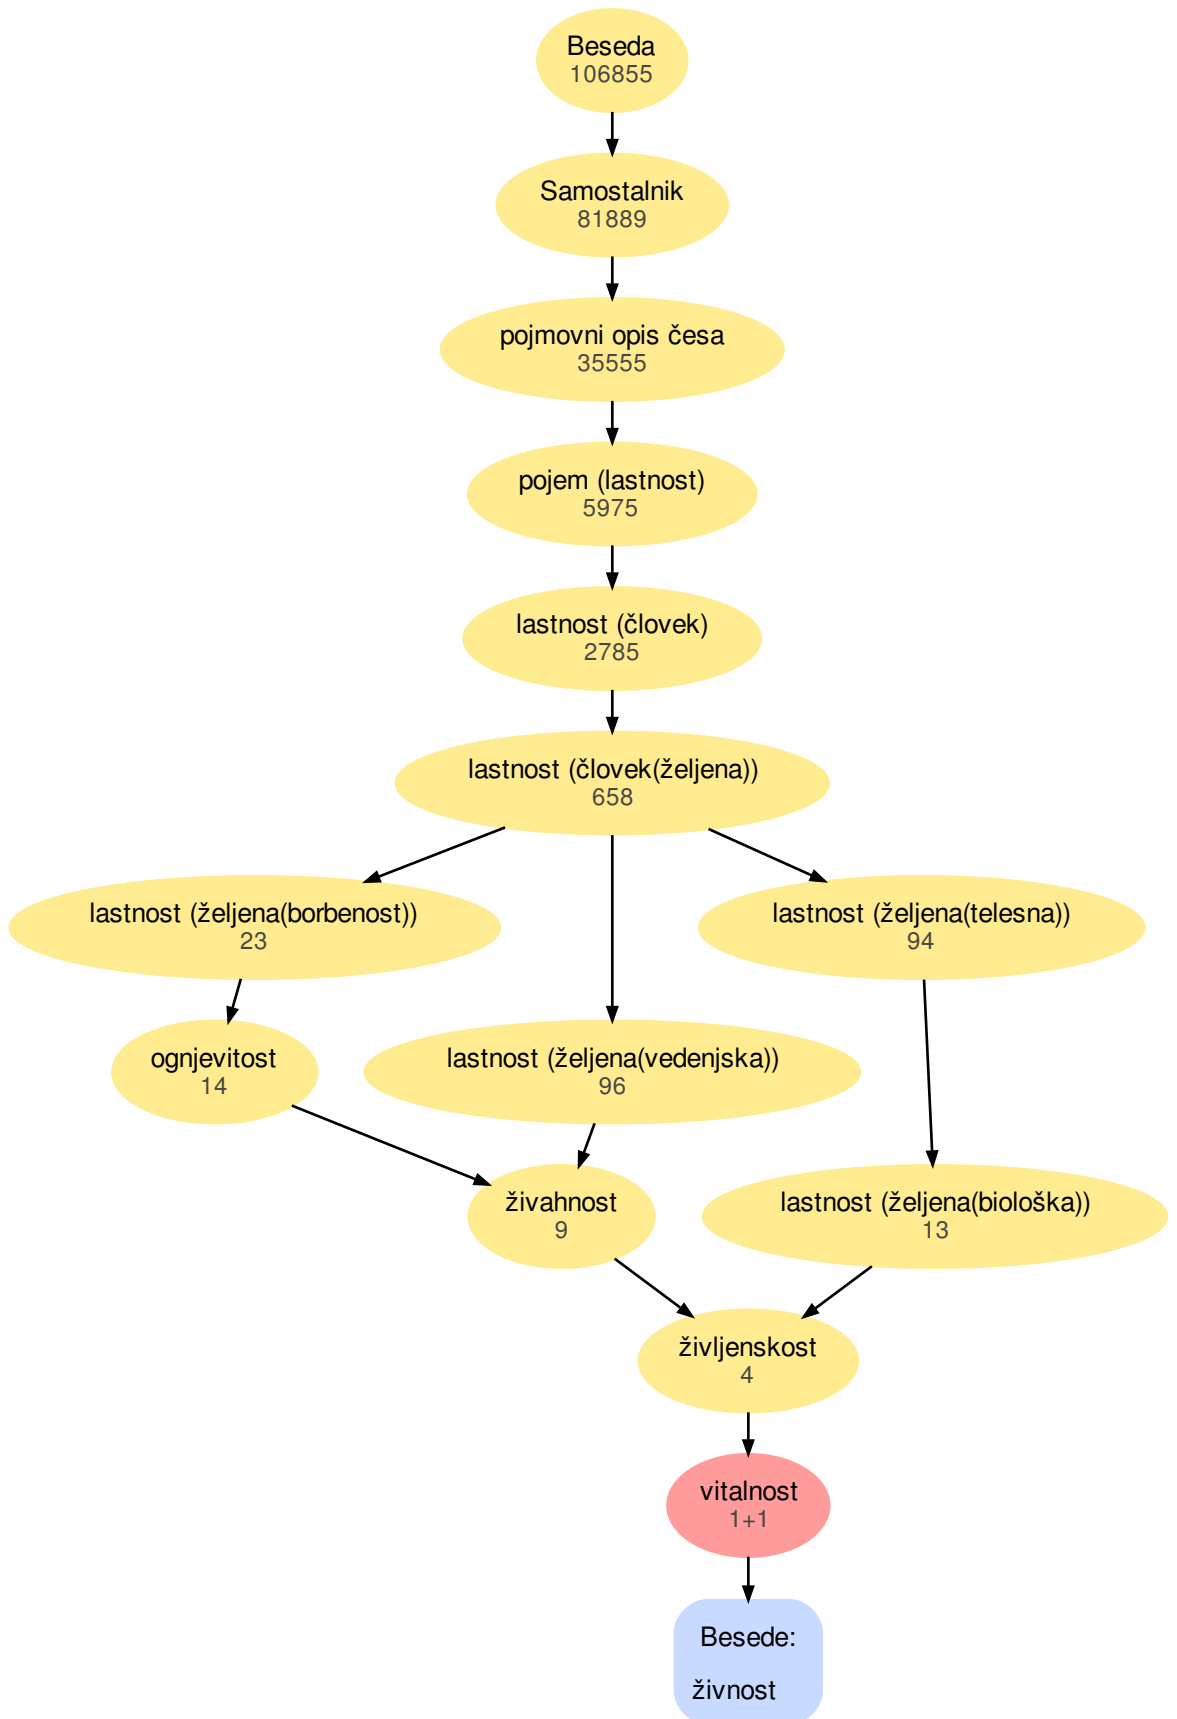 Beseda
106855
Samostalnik
81889
pojmovni opis česa
35555
pojem (lastnost)
5975
lastnost (človek)
2785
lastnost (človek(željena))
658
lastnost (željena(borbenost))
23
lastnost (željena(telesna))
94
ognjevitost
14
lastnost (željena(vedenjska))
96
živahnost
9
lastnost (željena(biološka))
13
življenskost
4
vitalnost
1+1
Besede:
živnost